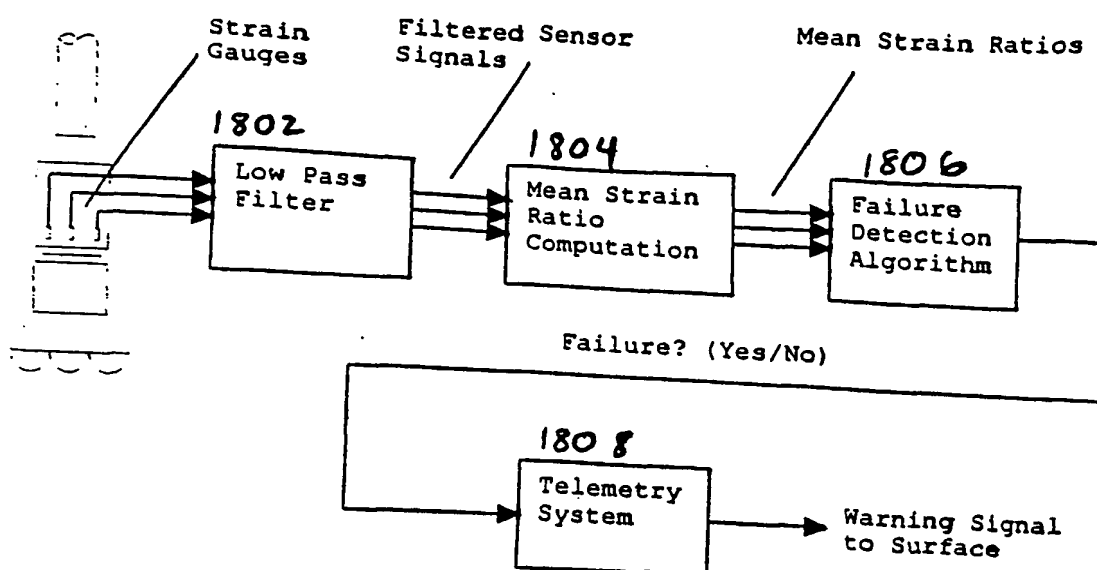 Strain
Gauges
Filtered Sensor
Signals
Mean Strain Ratios
1802
Low Pass
Filter
1804
Mean Strain
Ratio
Computation
1806
Failure
Detection
Algorithm
Failure? (Yes/No)
1808
Telemetry
System
Warning Signal
to Surface